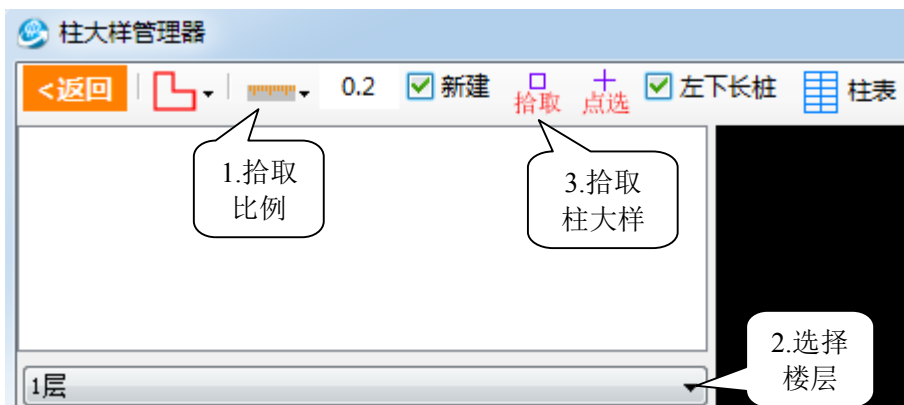 柱大样管理器
<返回 0.2 新建 拾取 点选 左下长桩 柱表
1.拾取
比例
3.拾取
柱大样
2.选择
楼层
1层